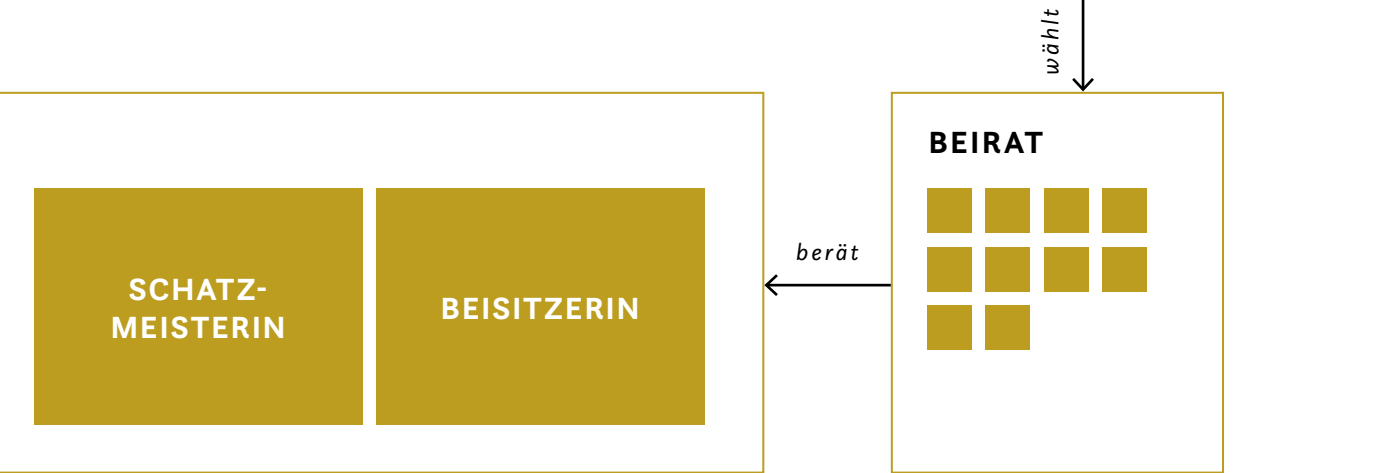 wählt
BEIRAT
berät
SCHATZ-
MEISTERIN
BEISITZERIN